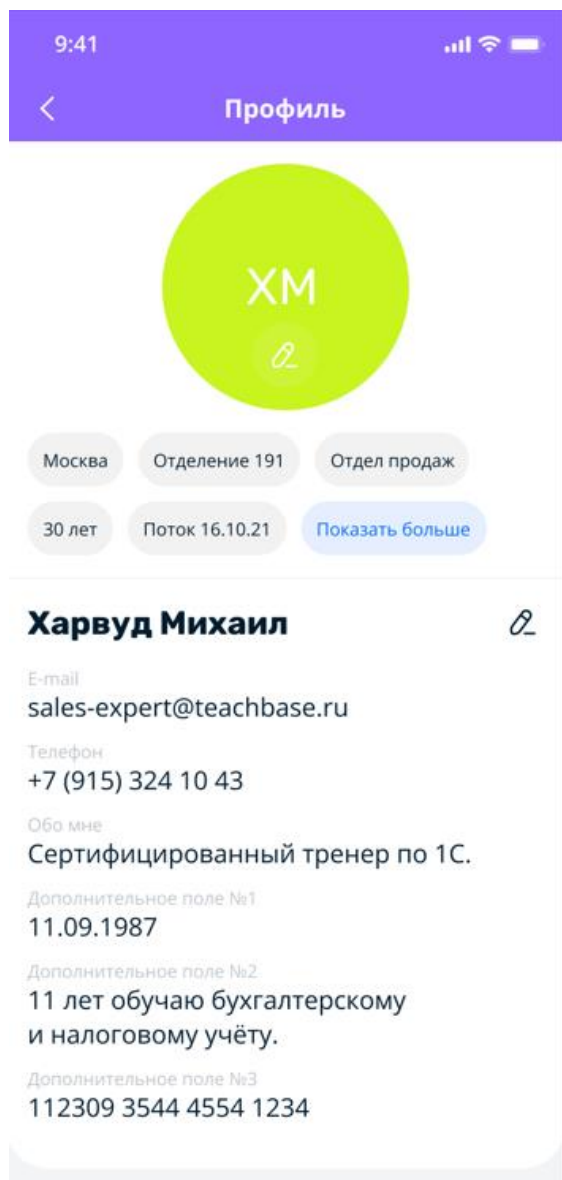 9:41
Профиль
ХМ
Москва Отделение 191 Отдел продаж
30 лет Поток 16.10.21 Показать больше
Харвуд Михаил
E-mail
sales-expert@teachbase.ru
Телефон
+7 (915) 324 10 43
Обо мне
Сертифицированный тренер по 1С.
Дополнительное поле №1
11.09.1987
Дополнительное поле №2
11 лет обучаю бухгалтерскому
и налоговому учёту.
Дополнительное поле №3
112309 3544 4554 1234